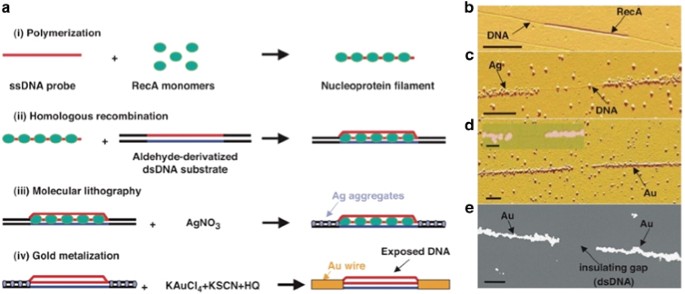 a
(i) Polymerization
+
ssDNA probe
RecA monomers
Nucleoprotein filament
(ii) Homologous recombination
+
Aldehyde-derivatized
dsDNA substrate
(iii) Molecular lithography
Ag aggregates
+
AgNO3
(iv) Gold metalization
Au wire
Exposed DNA
+
KAuCl4+KSCN+HQ
b
RecA
DNA
c
Ag
DNA
d
Au
e
Au
Au
insulating gap
(dsDNA)